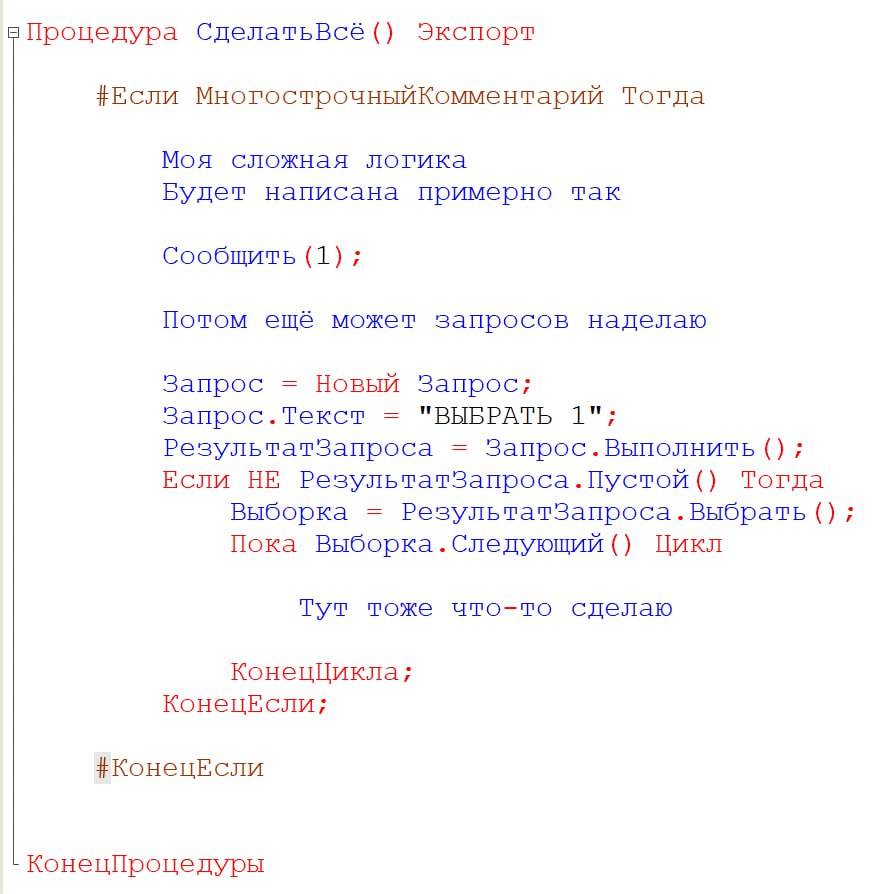 Процедура СделатьВсё() Экспорт
#Если МногострочныйКомментарий Тогда
Моя сложная логика
Будет написана примерно так
Сообщить(1);
Потом ещё может запросов наделаю
Запрос = Новый Запрос;
Запрос.Текст = "ВЫБРАТЬ 1";
РезультатЗапроса = Запрос.Выполнить();
Если НЕ РезультатЗапроса.Пустой() Тогда
Выборка = РезультатЗапроса.Выбрать();
Пока Выборка.Следующий() Цикл
Тут тоже что-то сделаю
КонецЦикла;
КонецЕсли;
#КонецЕсли
КонецПроцедуры